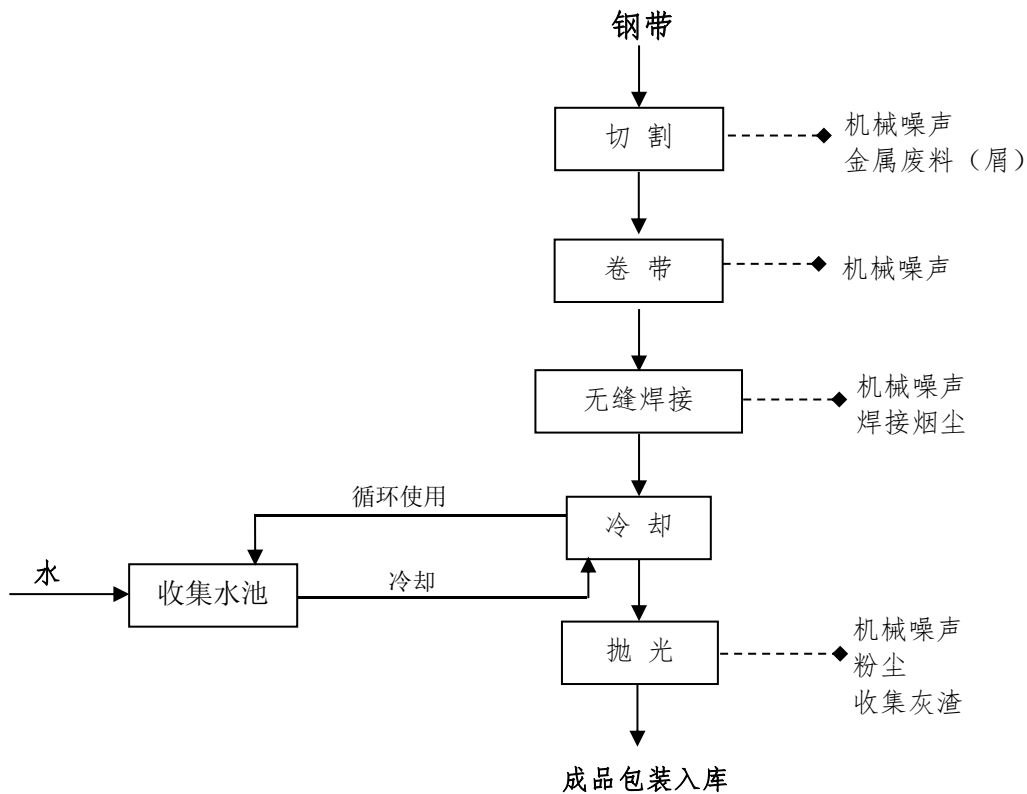 钢带
切 割
机械噪声
金属废料（屑）
卷 带
机械噪声
无缝焊接
机械噪声
焊接烟尘
循环使用
冷 却
水
收集水池
冷却
抛 光
机械噪声
粉尘
收集灰渣
成品包装入库